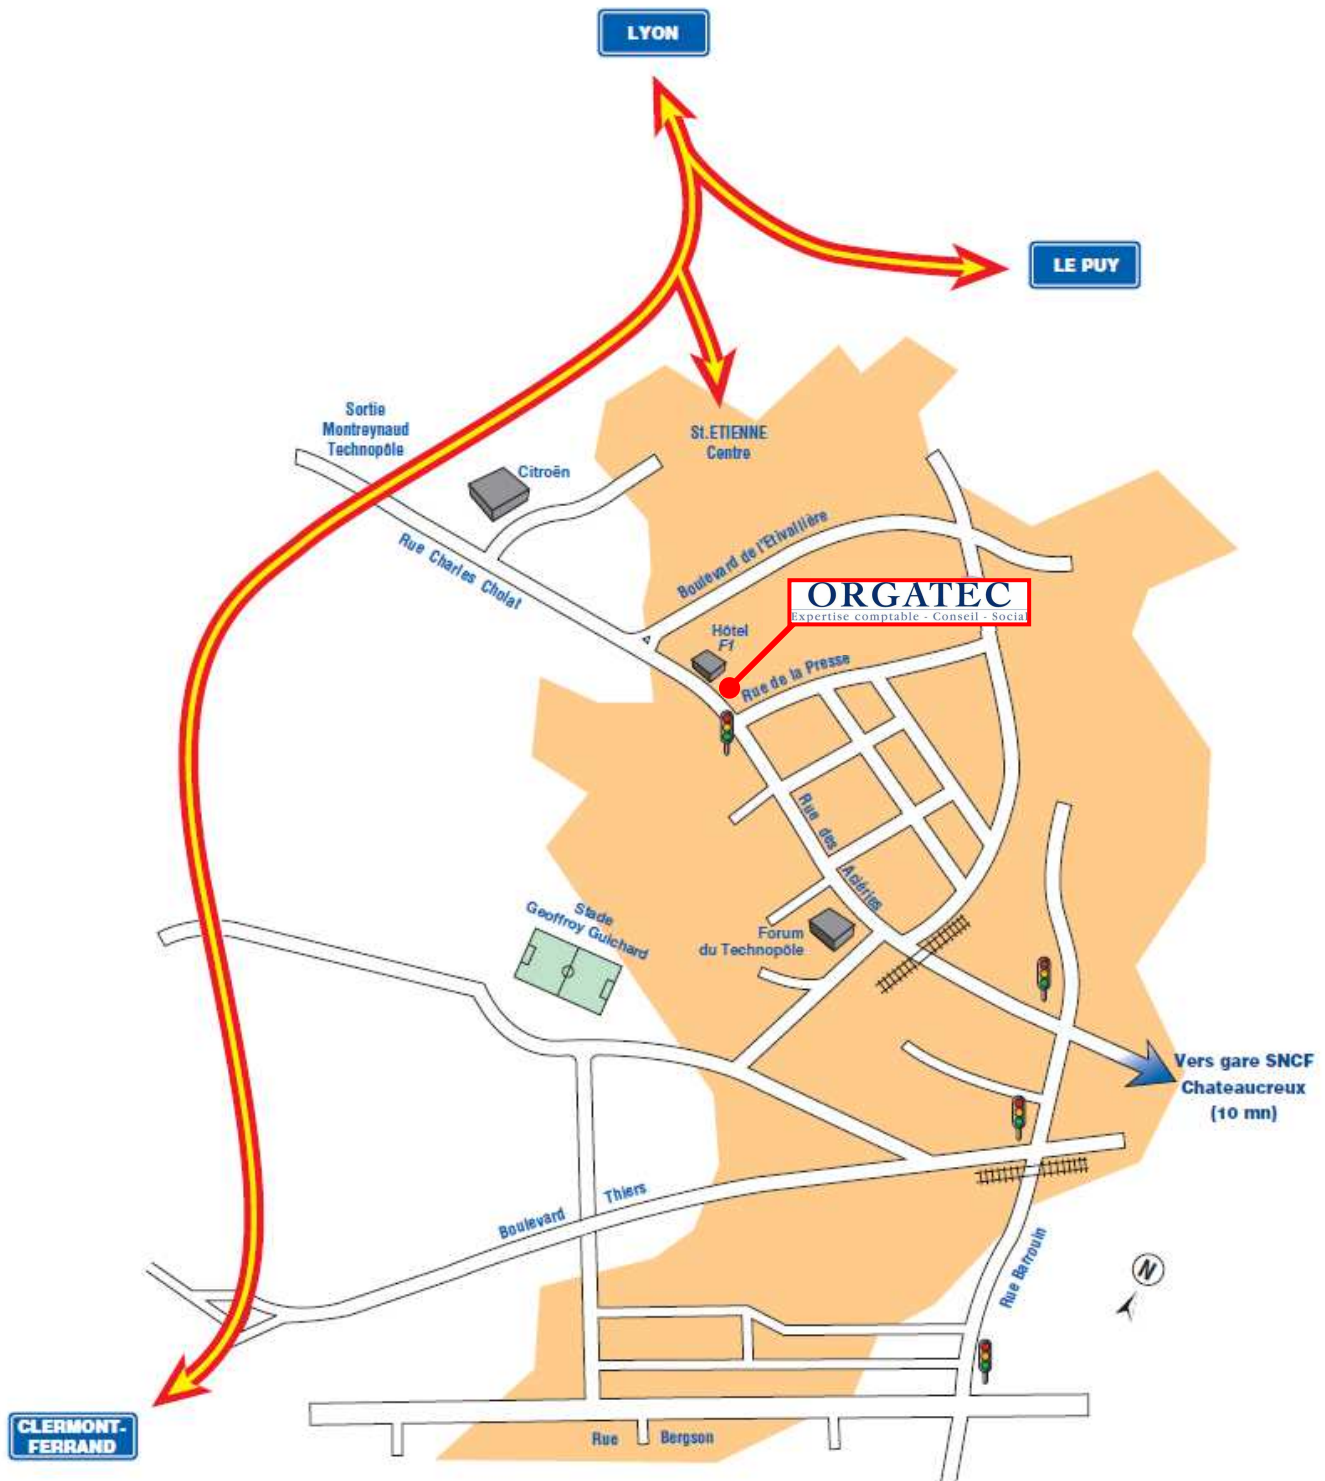 LYON
LE PUY
Sortie
Montreynaud
Technopôle
St.ETIENNE
Centre
Citroën
Rue Charles Cholat
Boulevard de l'Etivallière
ORGATEC
Expertise comptable - Conseil - Social
Hôtel
F1
Rue de la Presse
Rue des Aciéries
Stade
Geoffroy Guichard
Forum
du Technopôle
Vers gare SNCF
Chateaucreux
(10 mn)
Boulevard Thiers
Rue Barrouin
N
CLERMONT-
FERRAND
Rue Bergson